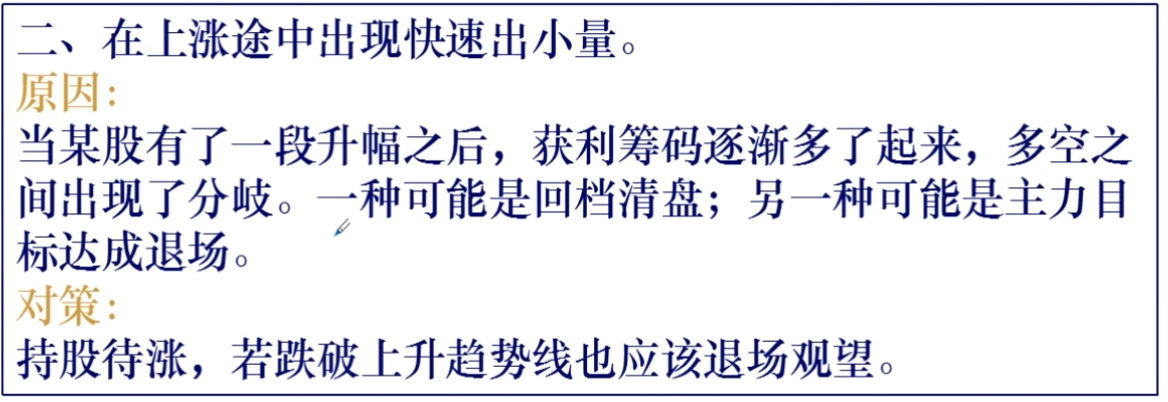 二、在上涨途中出现快速出小量。
原因：
当某股有了一段升幅之后，获利筹码逐渐多了起来，多空之
间出现了分歧。一种可能是回档清盘；另一种可能是主力目
标达成退场。
对策：
持股待涨，若跌破上升趋势线也应该退场观望。